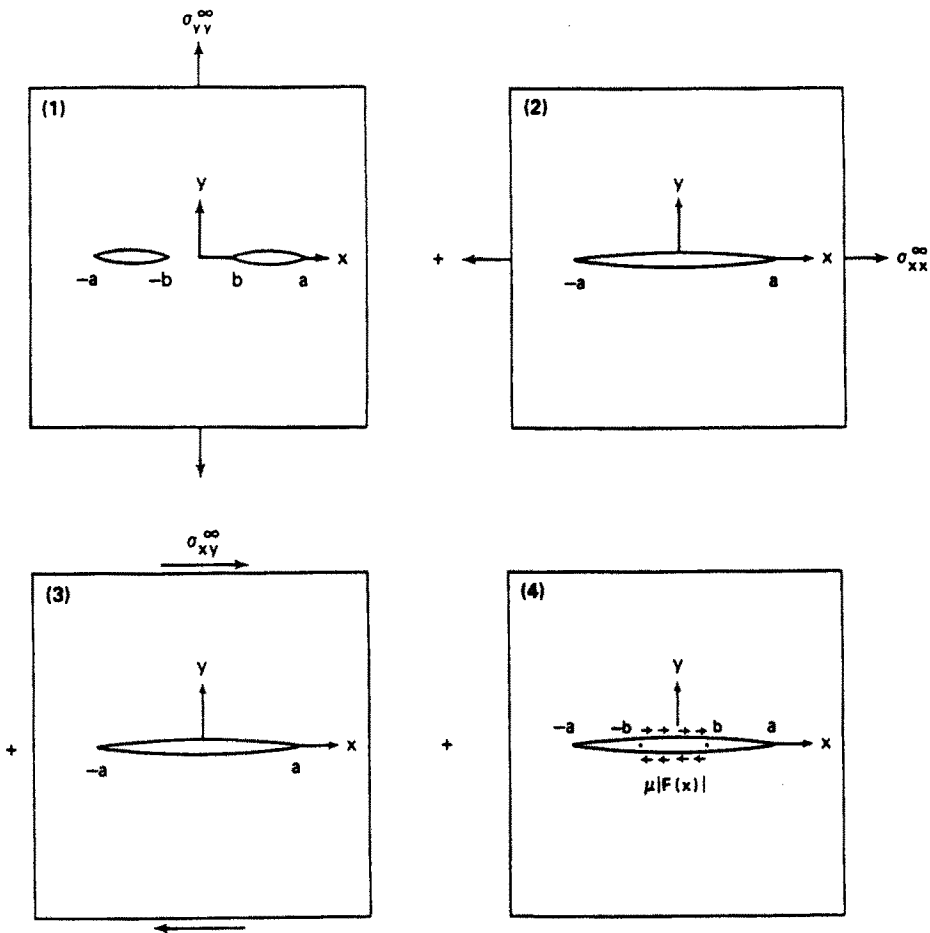 σ∞yy
(1)
y
x
−a −b b a
+
(2)
y
x
−a a
σ∞xx
σ∞xy
+
(3)
y
x
−a a
+
(4)
y
−a −b b a
x
μ|F(x)|